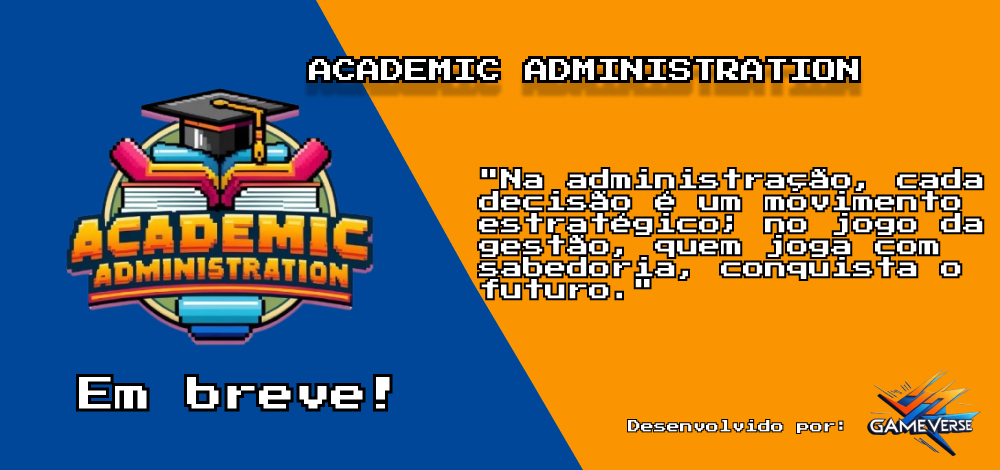 ACADEMIC ADMINISTRATION
ACADEMIC
ADMINISTRATION
"Na administração, cada
decisão é um movimento
estratégico; no jogo da
gestão, quem joga com
sabedoria, conquista o
futuro."
Em breve!
Desenvolvido por:
GAMEVERSE